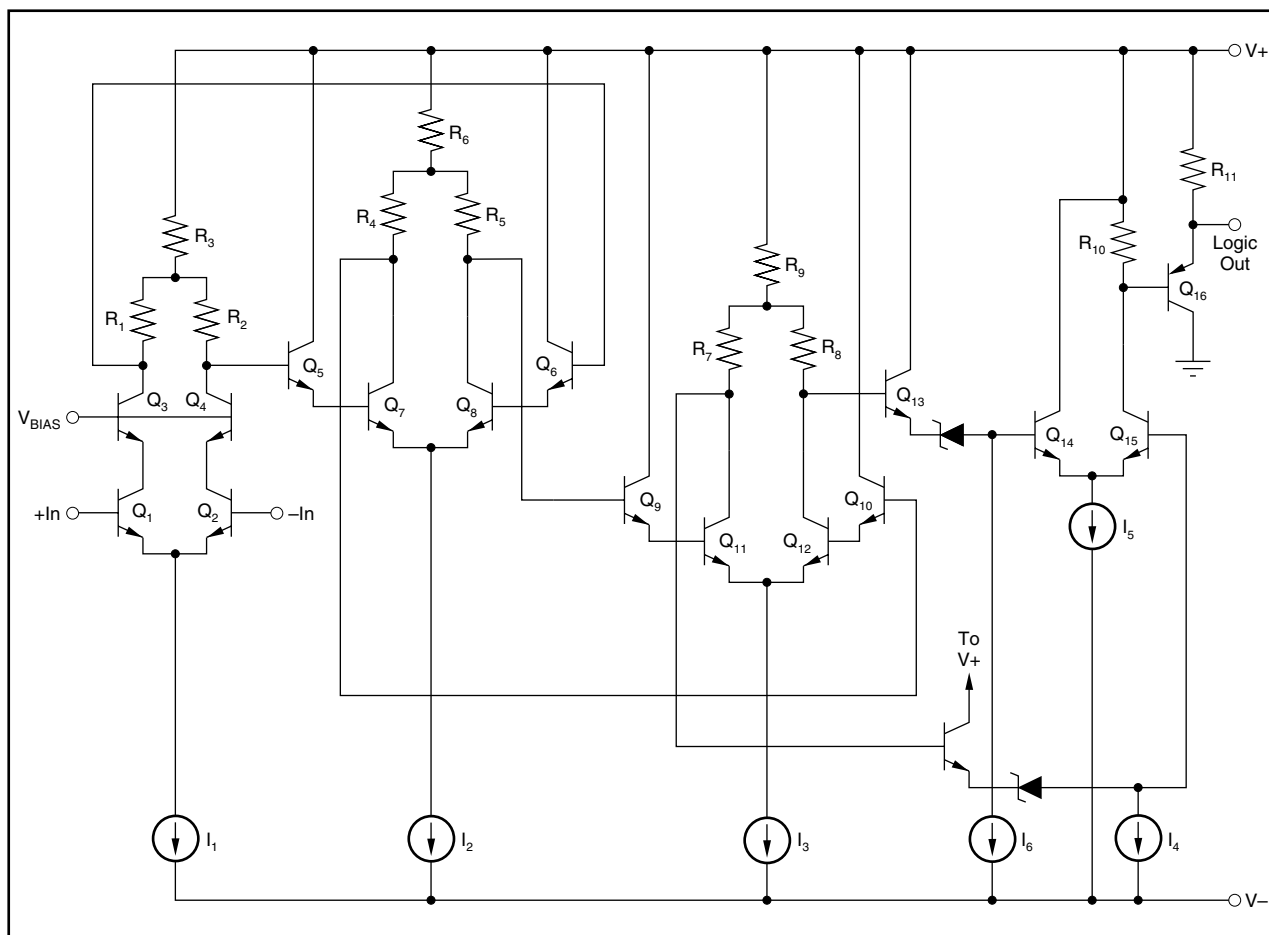 V+
R₆
R₁₁
R₄
R₅
R₃
R₁₀
Logic
Out
R₉
Q₁₆
R₁
R₂
R₇
R₈
Q₅
Q₆
Q₃
Q₄
Q₁₃
V_BIAS
Q₇
Q₈
Q₁₄
Q₁₅
+In
Q₁
Q₂
–In
Q₉
Q₁₀
Q₁₁
Q₁₂
I₅
To
V+
I₁
I₂
I₃
I₆
I₄
V–